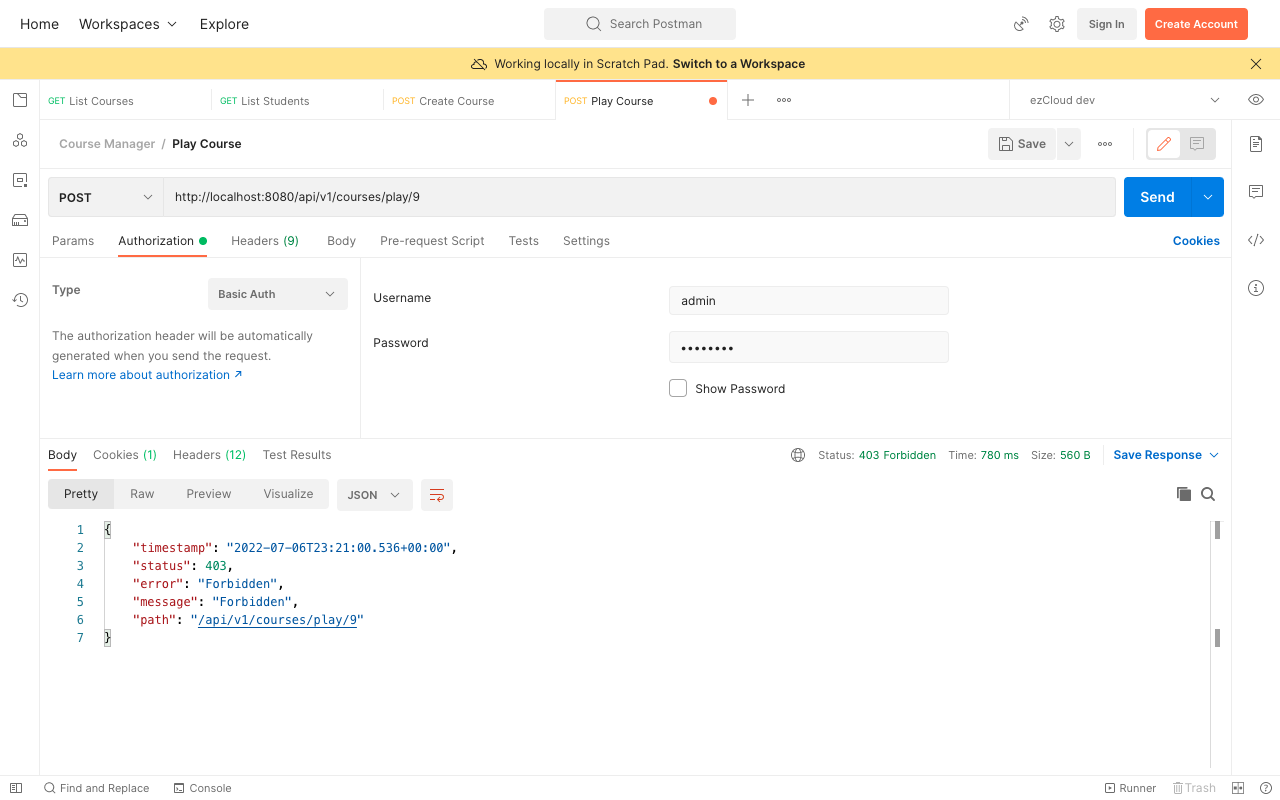 Home Workspaces Explore Search Postman Sign In Create Account
Working locally in Scratch Pad. Switch to a Workspace
GET List Courses GET List Students POST Create Course POST Play Course ezCloud dev
Course Manager / Play Course Save
POST http://localhost:8080/api/v1/courses/play/9 Send
Params Authorization Headers (9) Body Pre-request Script Tests Settings Cookies
Type Basic Auth
The authorization header will be automatically
generated when you send the request.
Learn more about authorization ↗
Username admin
Password ••••••••
Show Password
Body Cookies (1) Headers (12) Test Results Status: 403 Forbidden Time: 780 ms Size: 560 B Save Response
Pretty Raw Preview Visualize JSON
1 {
2 "timestamp": "2022-07-06T23:21:00.536+00:00",
3 "status": 403,
4 "error": "Forbidden",
5 "message": "Forbidden",
6 "path": "/api/v1/courses/play/9"
7 }
Find and Replace Console Runner Trash